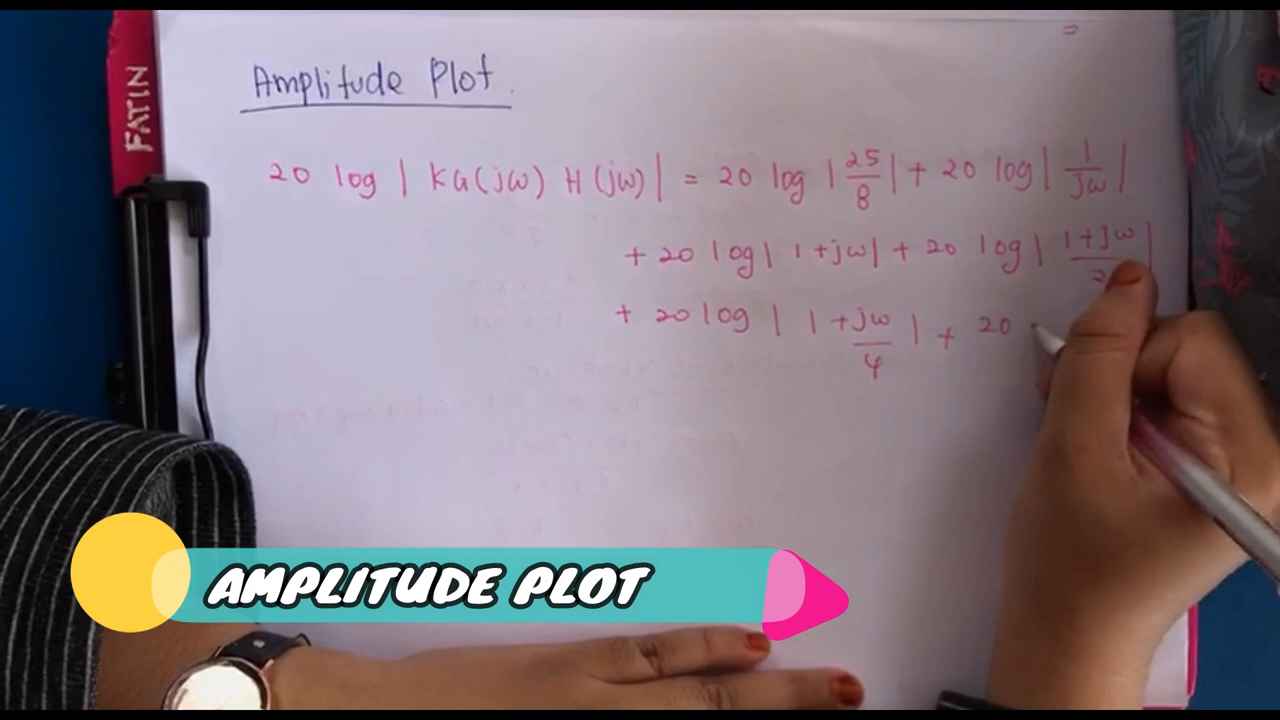 FATIN
Amplitude Plot.
20 log | KG(jω) H(jω)| = 20 log |25/8| + 20 log | 1/jω |
+ 20 log | 1+jω| + 20 log | 1+jω/2 |
+ 20 log | 1+jω/4 | + 20
AMPLITUDE PLOT